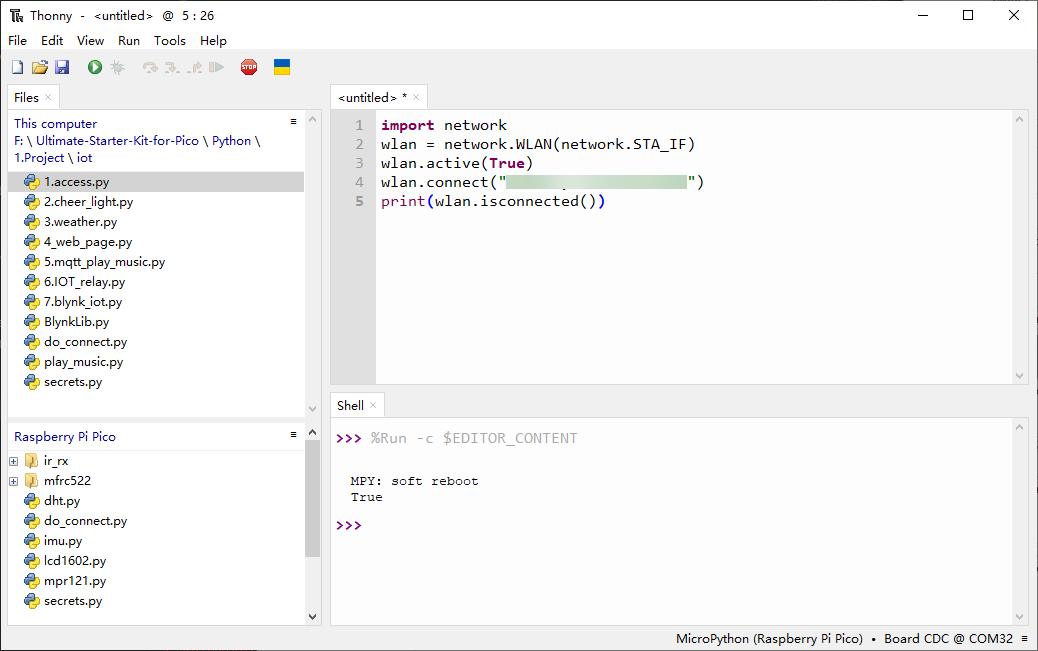 Thonny - <untitled> @ 5 : 26
File Edit View Run Tools Help
STOP
Files ×
This computer
F: \ Ultimate-Starter-Kit-for-Pico \ Python \
1.Project \ iot
1.access.py
2.cheer_light.py
3.weather.py
4_web_page.py
5.mqtt_play_music.py
6.IOT_relay.py
7.blynk_iot.py
BlynkLib.py
do_connect.py
play_music.py
secrets.py
Raspberry Pi Pico
ir_rx
mfrc522
dht.py
do_connect.py
imu.py
lcd1602.py
mpr121.py
secrets.py
<untitled> * ×
1 import network
2 wlan = network.WLAN(network.STA_IF)
3 wlan.active(True)
4 wlan.connect("")
5 print(wlan.isconnected())
Shell ×
>>> %Run -c $EDITOR_CONTENT
MPY: soft reboot
True
>>>
MicroPython (Raspberry Pi Pico) • Board CDC @ COM32 ≡